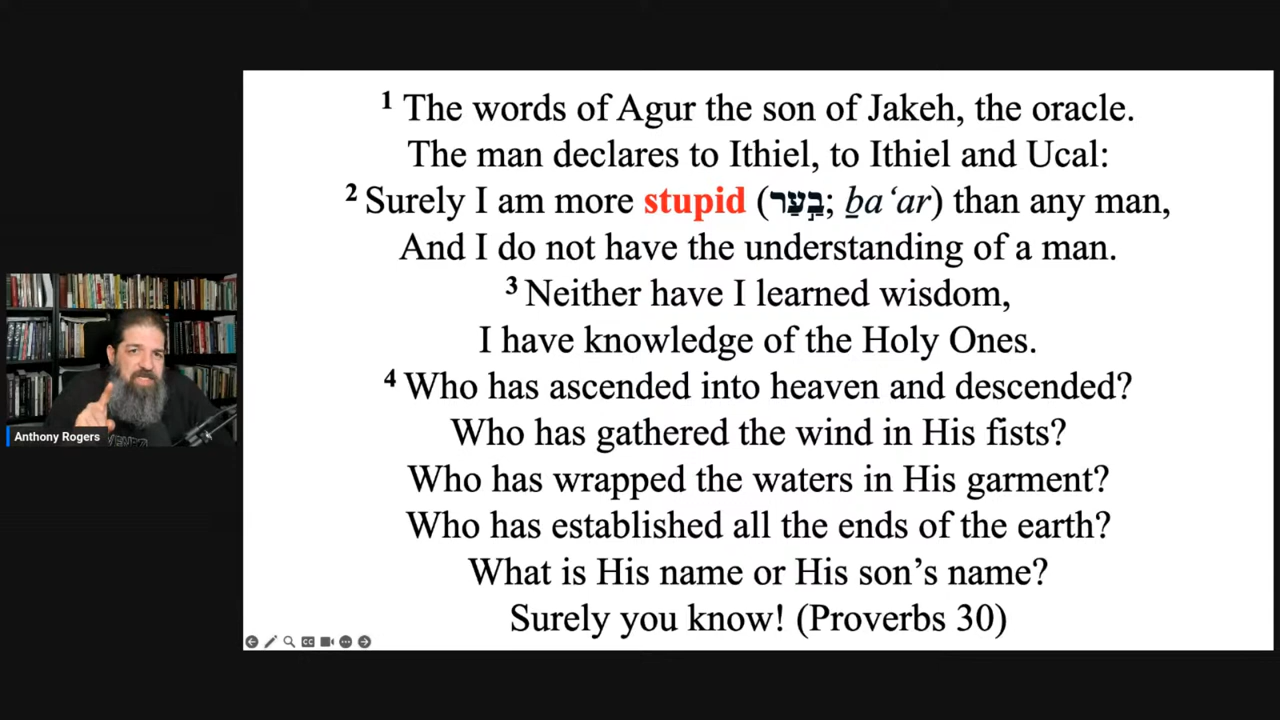 1 The words of Agur the son of Jakeh, the oracle.
The man declares to Ithiel, to Ithiel and Ucal:
2 Surely I am more stupid (בַ֣עַר; ḇa‘ar) than any man,
And I do not have the understanding of a man.
3 Neither have I learned wisdom,
I have knowledge of the Holy Ones.
4 Who has ascended into heaven and descended?
Who has gathered the wind in His fists?
Who has wrapped the waters in His garment?
Who has established all the ends of the earth?
What is His name or His son’s name?
Surely you know! (Proverbs 30)
Anthony Rogers
CC